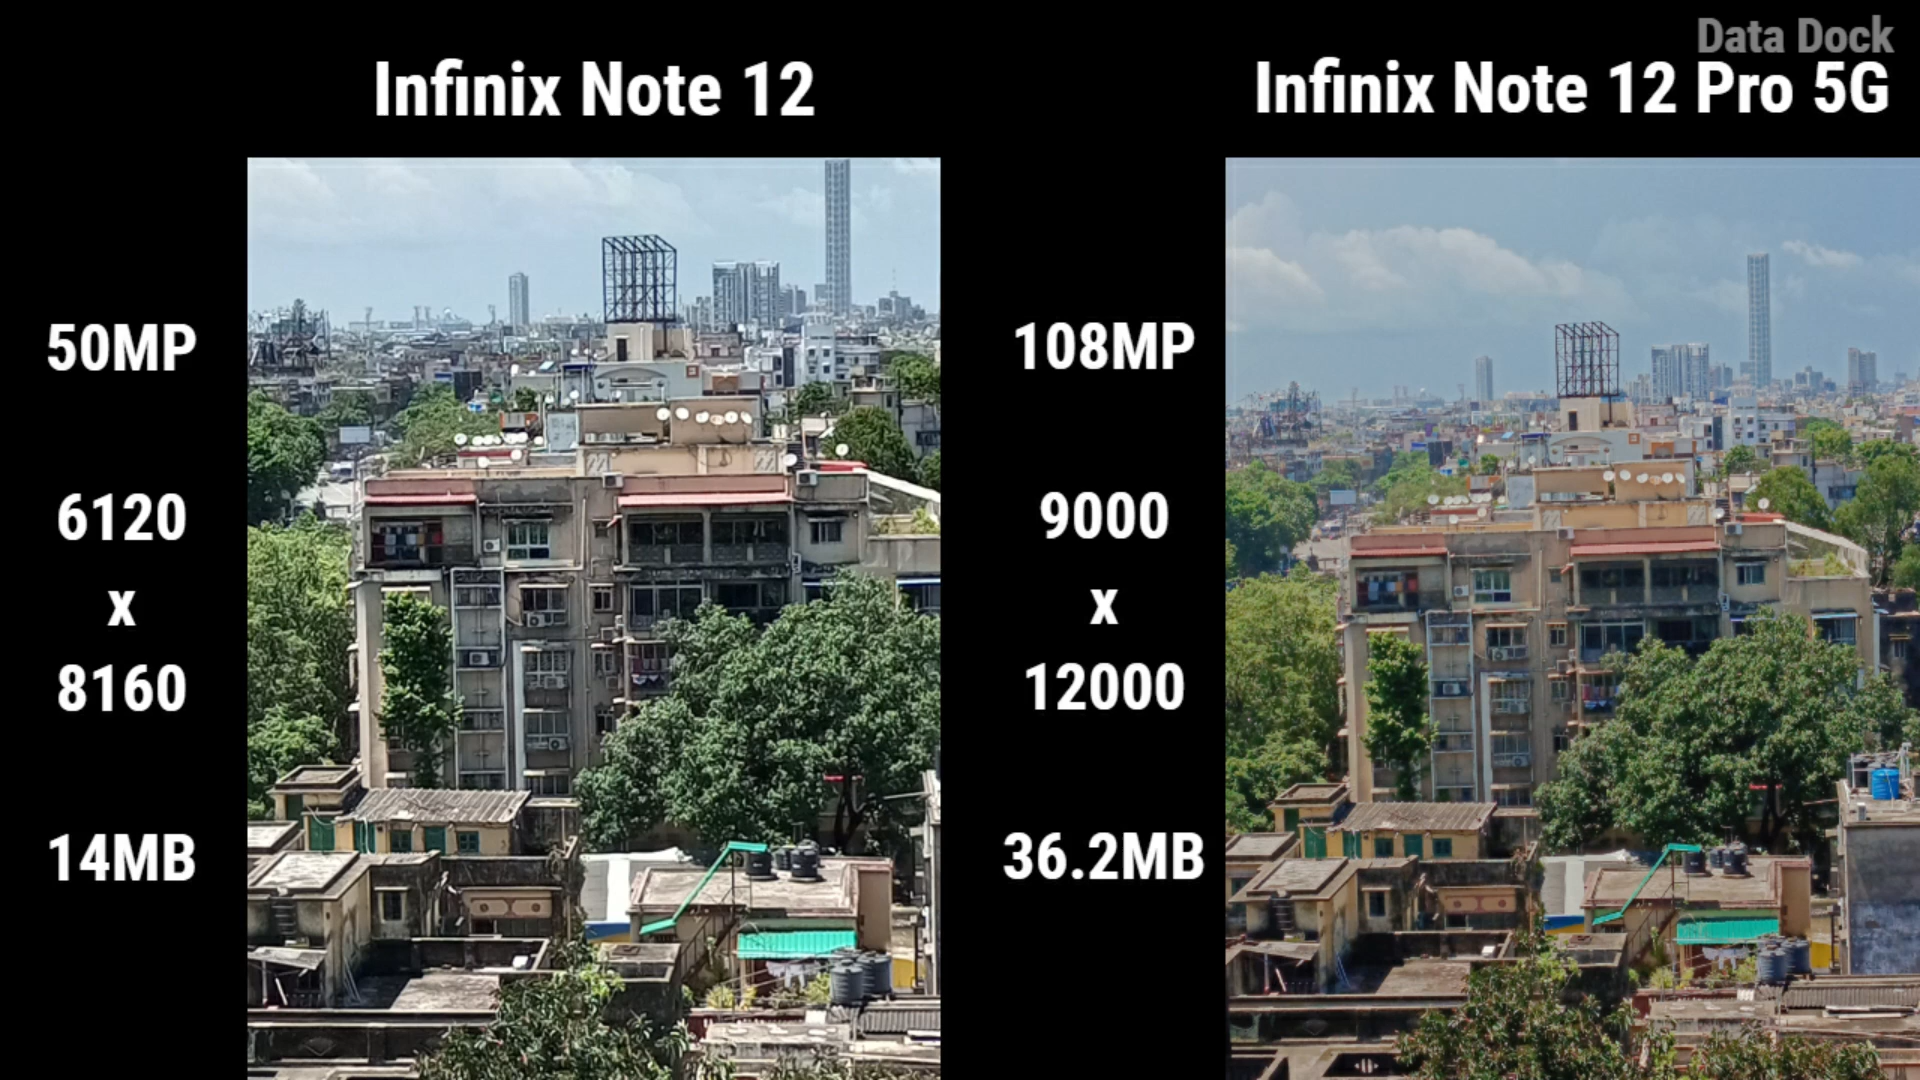 Data Dock
Infinix Note 12
Infinix Note 12 Pro 5G
50MP
6120
x
8160
14MB
108MP
9000
x
12000
36.2MB